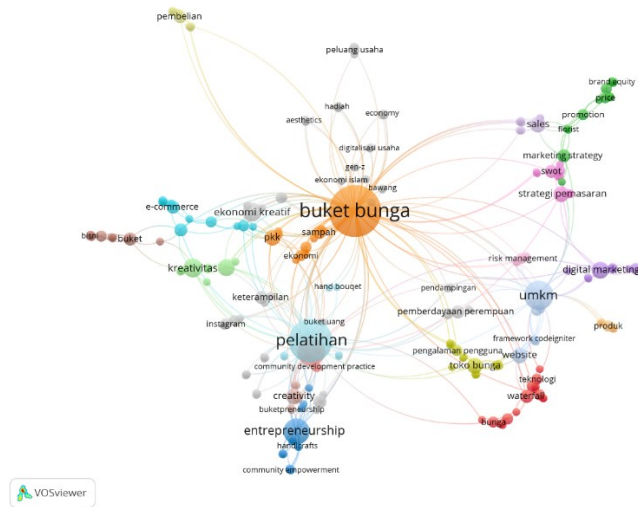 pembelian
peluang usaha
brand equity
price
hadiah
economy
promotion
aesthetics
sales
florist
digitalisasi usaha
marketing strategy
gen-z
swot
ekonomi islam
bawang
strategi pemasaran
e-commerce
ekonomi kreatif
buket bunga
sampah
buket
pkk
ekonomi
risk management
kreativitas
digital marketing
hand bouqet
pendampingan
umkm
keterampilan
pemberdayaan perempuan
produk
instagram
buket uang
framework codeigniter
pelatihan
pengalaman pengguna
website
community development practice
toko bunga
teknologi
creativity
waterfall
buketpreneurship
bunga
entrepreneurship
handicrafts
community empowerment
VOSviewer